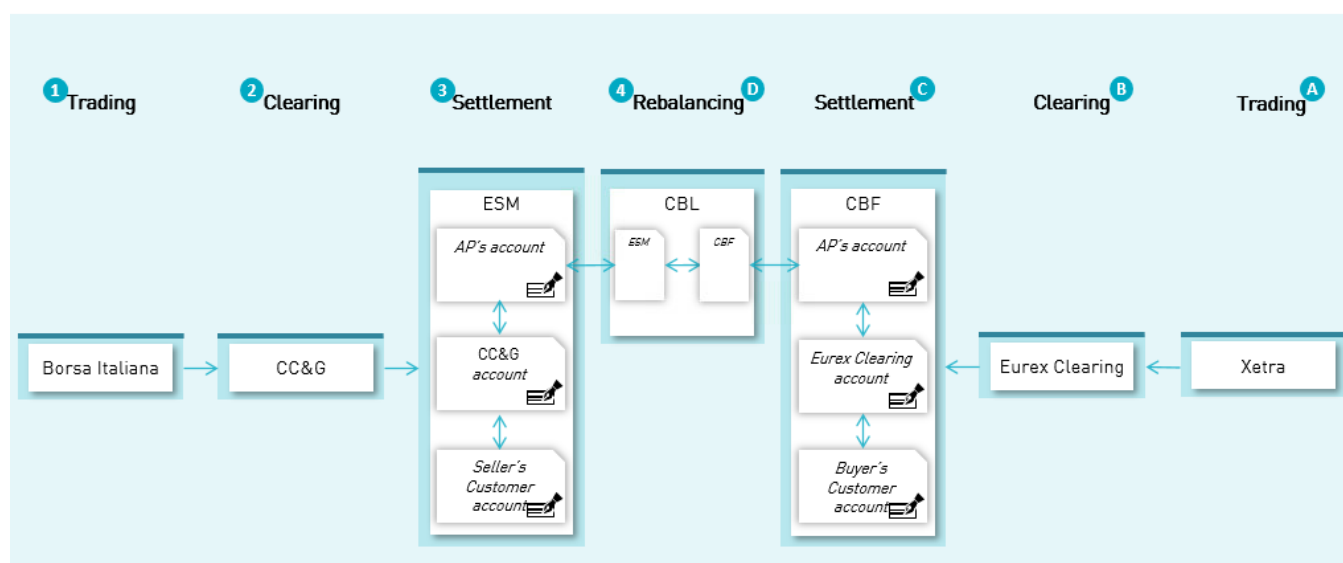 1 Trading
2 Clearing
3 Settlement
4 Rebalancing D
Settlement C
Clearing B
Trading A
ESM
CBL
CBF
AP´s account
ESM
CBF
AP´s account
Borsa Italiana
CC&G
CC&G
account
Eurex Clearing
account
Eurex Clearing
Xetra
Seller´s
Customer
account
Buyer´s
Customer
account